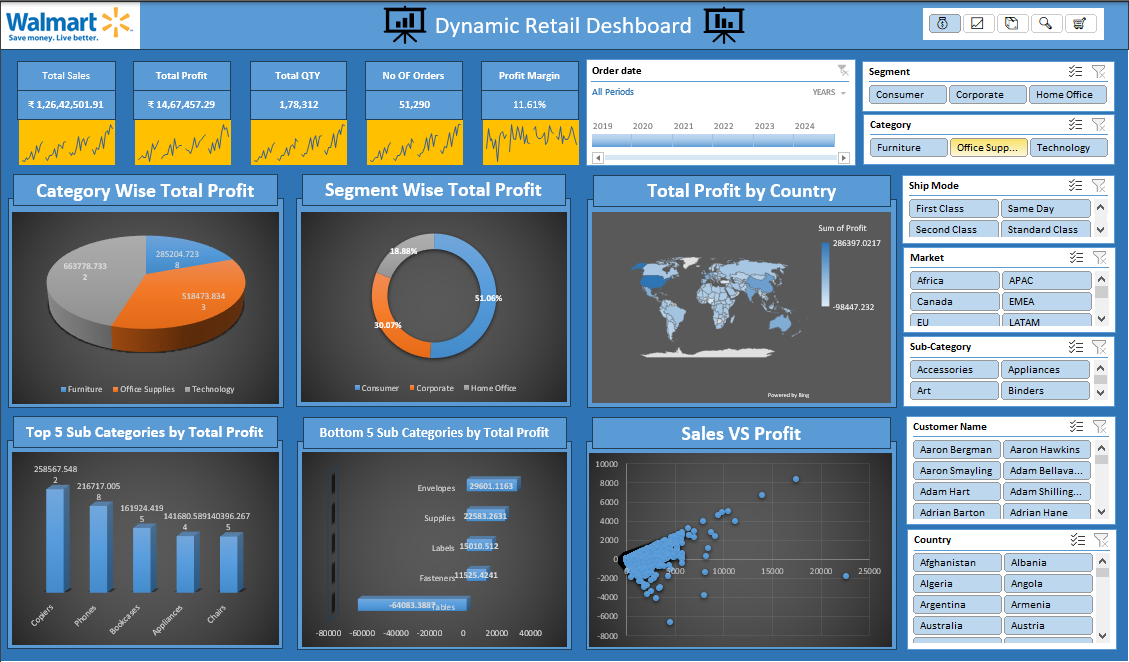 Walmart
Save money. Live better.
Dynamic Retail Deshboard
Total Sales
₹ 1,26,42,501.91
Total Profit
₹ 14,67,457.29
Total QTY
1,78,312
No OF Orders
51,290
Profit Margin
11.61%
Order date
All Periods
YEARS
2019 2020 2021 2022 2023 2024
Segment
Consumer Corporate Home Office
Category
Furniture Office Supp... Technology
Category Wise Total Profit
285204.723
8
663778.733
2
518473.834
3
Furniture Office Supplies Technology
Segment Wise Total Profit
18.88%
51.06%
30.07%
Consumer Corporate Home Office
Total Profit by Country
Sum of Profit
286397.0217
-98447.232
Powered by Bing
Ship Mode
First Class Same Day
Second Class Standard Class
Market
Africa APAC
Canada EMEA
EU LATAM
Sub-Category
Accessories Appliances
Art Binders
Top 5 Sub Categories by Total Profit
258567.548
2
216717.005
8
161924.419
5
141680.589
4
140396.267
5
Copiers
Phones
Bookcases
Appliances
Chairs
Bottom 5 Sub Categories by Total Profit
Envelopes 29601.1163
Supplies 22583.2631
Labels 15010.512
Fasteners 11525.4241
-64083.3887 Tables
-80000 -60000 -40000 -20000 0 20000 40000
Sales VS Profit
10000
8000
6000
4000
2000
0
-2000
-4000
-6000
-8000
0 5000 10000 15000 20000 25000
Customer Name
Aaron Bergman Aaron Hawkins
Aaron Smayling Adam Bellava...
Adam Hart Adam Shilling...
Adrian Barton Adrian Hane
Country
Afghanistan Albania
Algeria Angola
Argentina Armenia
Australia Austria